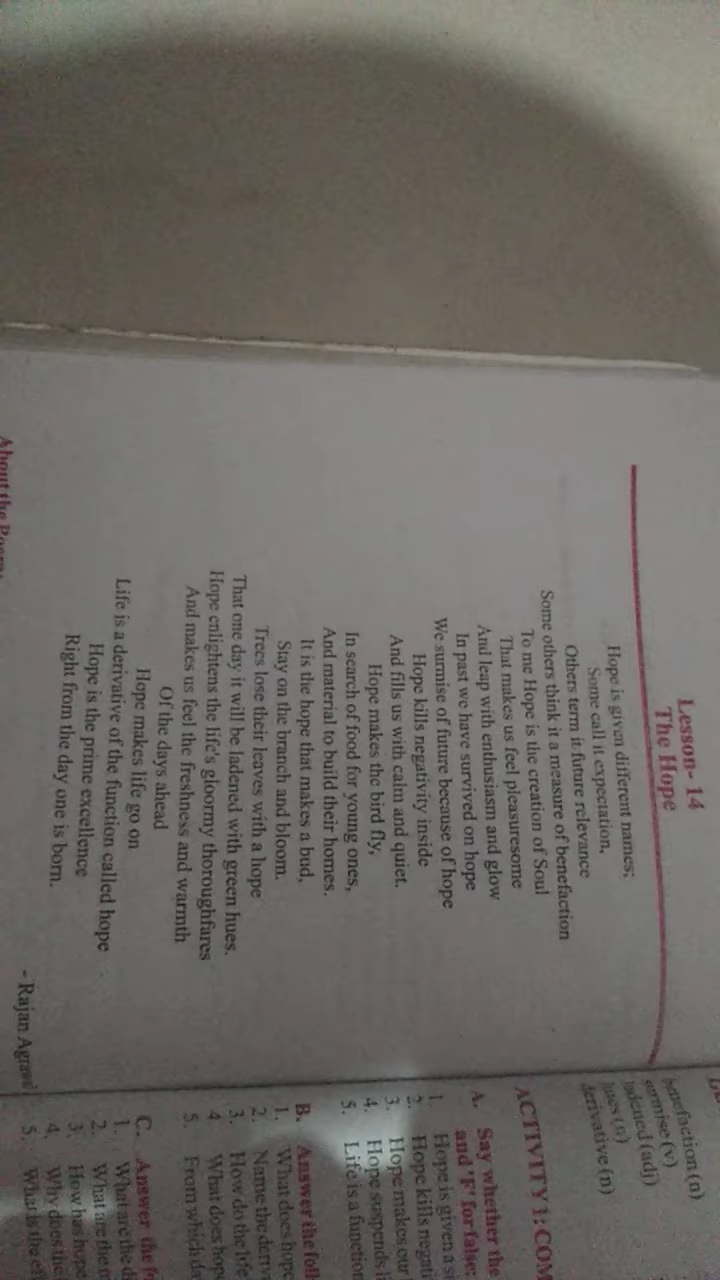 Lesson- 14
The Hope
Hope is given different names;
Some call it expectation,
Others term it future relevance
Some others think it a measure of benefaction
To me Hope is the creation of Soul
That makes us feel pleasuresome
And leap with enthusiasm and glow
In past we have survived on hope
We surmise of future because of hope
Hope kills negativity inside
And fills us with calm and quiet.
Hope makes the bird fly,
In search of food for young ones,
And material to build their homes.
It is the hope that makes a bud,
Stay on the branch and bloom.
Trees lose their leaves with a hope
That one day it will be ladened with green hues.
Hope enlightens the life's gloormy thoroughfares
And makes us feel the freshness and warmth
Of the days ahead
Hope makes life go on
Life is a derivative of the function called hope
Hope is the prime excellence
Right from the day one is born.
- Rajan Agrawl
About the Poem:
benefaction (n)
surmise (v)
ladened (adj)
hues (n)
derivative (n)
ACTIVITY 1: COM
A. Say whether the
and 'F' for false:
1. Hope is given a
2. Hope kills negati
3. Hope makes our
4. Hope suspends
5. Life is a function
B. Answer the foll
1. What does hope
2. Name the deriv
3. How do the life
4 What does hop
5. From which d
C. Answer the f
1. What are the d
2. What are the
3. How has hope
4. Why does the
5. What is the ef